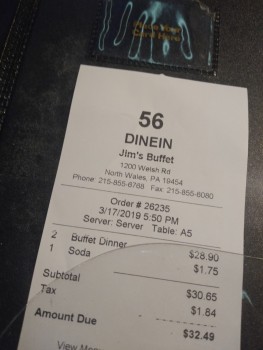 56
DINEIN
Jim's Buffet
1200 Welsh Rd
North Wales, PA 19454
Phone: 215-855-8768 Fax: 215-855-6080
Order # 26235
3/17/2019 5:50 PM
Server: Server Table: A5
2 Buffet Dinner $28.90
1 Soda $1.75
Subtotal $30.65
Tax $1.84
Amount Due $32.49
View